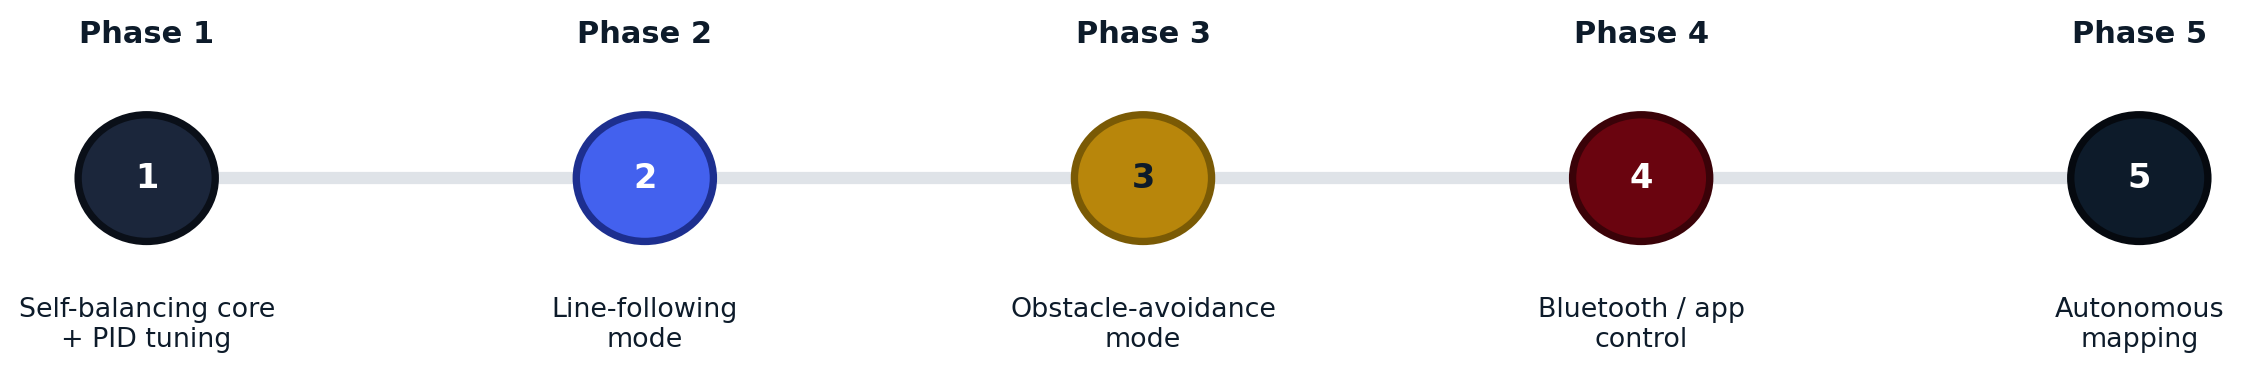 Phase 1
Phase 2
Phase 3
Phase 4
Phase 5
1
2
3
4
5
Self-balancing core
+ PID tuning
Line-following
mode
Obstacle-avoidance
mode
Bluetooth / app
control
Autonomous
mapping